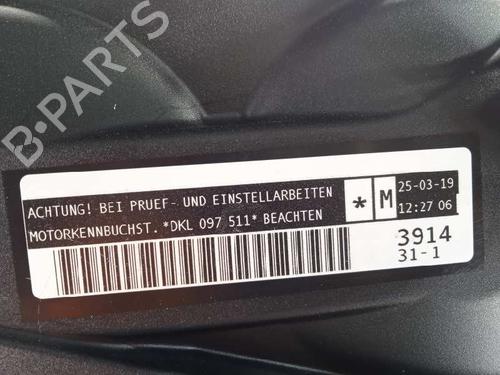 B-PARTS
ACHTUNG! BEI PRUEF- UND EINSTELLARBEITEN
MOTORKENNBUCHST. *DKL 097 511* BEACHTEN
* M
25-03-19
12:27 06
3914
31-1